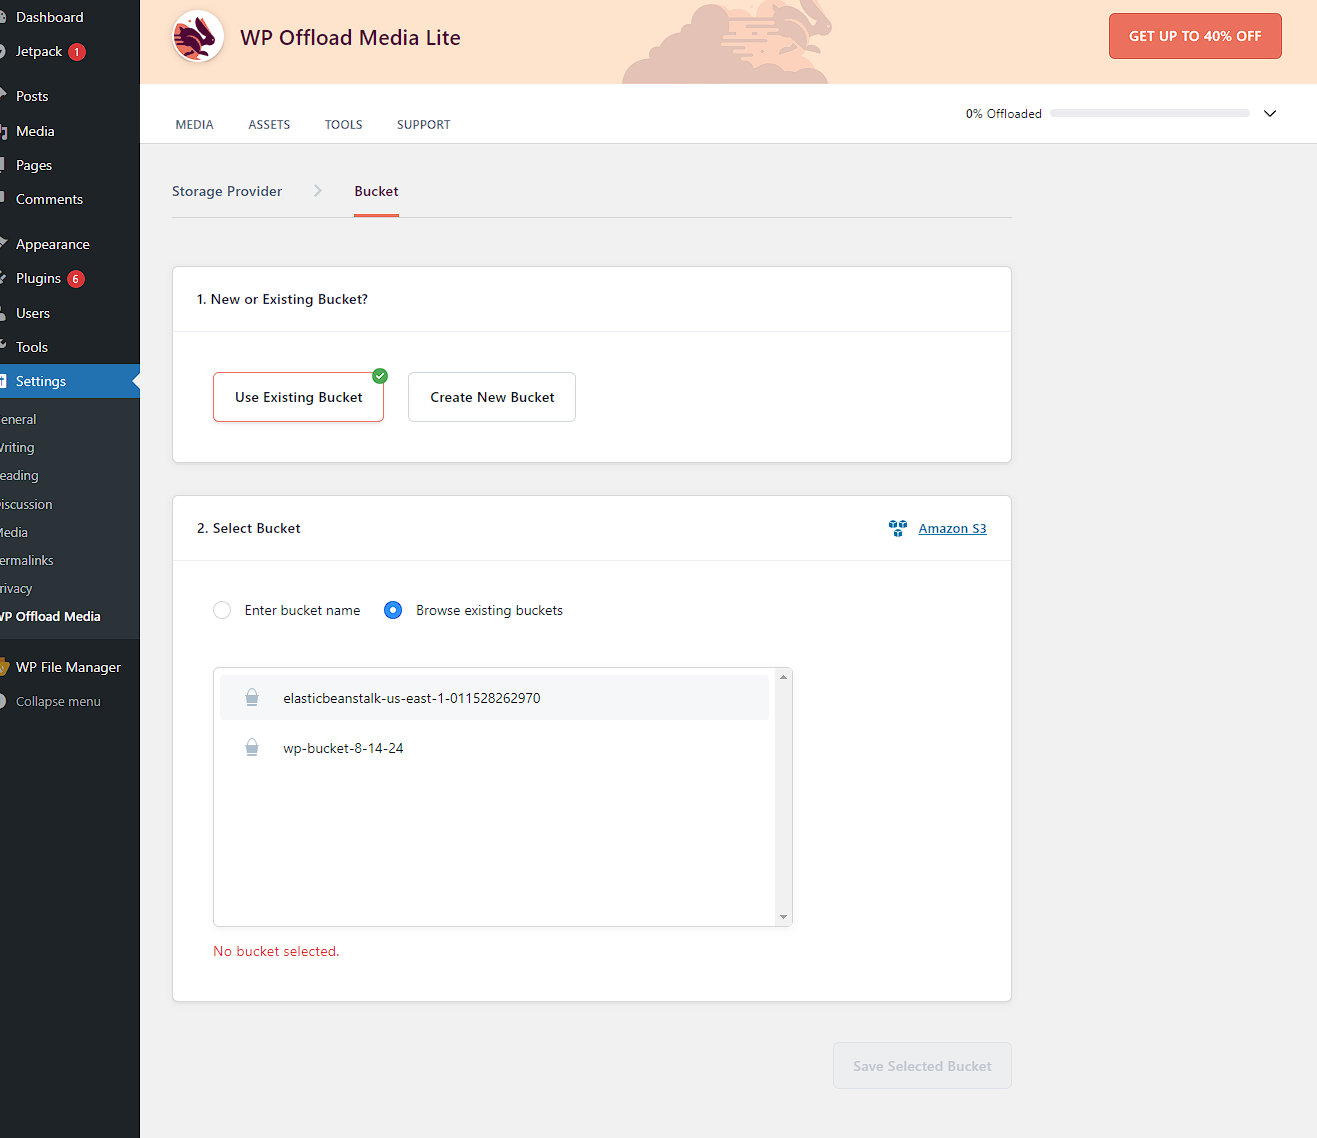 Dashboard
Jetpack 1
Posts
Media
Pages
Comments
Appearance
Plugins 6
Users
Tools
Settings
eneral
riting
eading
iscussion
edia
ermalinks
rivacy
WP Offload Media
WP File Manager
Collapse menu
WP Offload Media Lite
GET UP TO 40% OFF
MEDIA ASSETS TOOLS SUPPORT
0% Offloaded
Storage Provider Bucket
1. New or Existing Bucket?
Use Existing Bucket Create New Bucket
2. Select Bucket Amazon S3
Enter bucket name Browse existing buckets
elasticbeanstalk-us-east-1-011528262970
wp-bucket-8-14-24
No bucket selected.
Save Selected Bucket